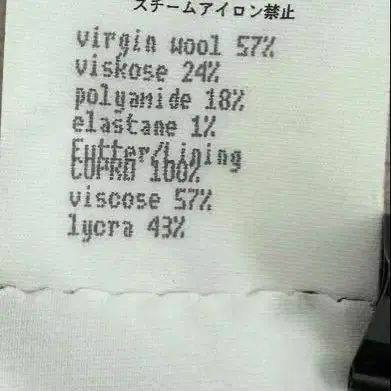 スチームアイロン禁止
virgin wool 57%
viskose 24%
polyamide 18%
elastane 1%
Futter/Lining
CUPRO 100%
viscose 57%
lycra 43%